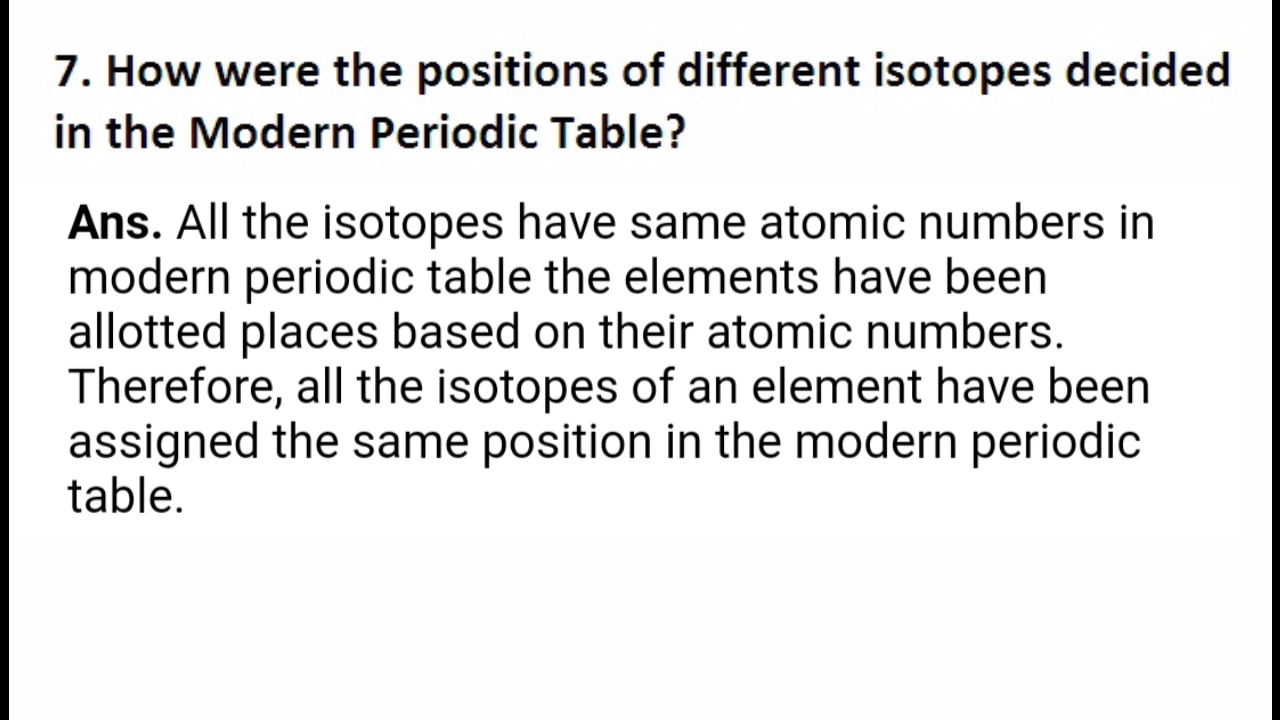 7. How were the positions of different isotopes decided
in the Modern Periodic Table?
Ans. All the isotopes have same atomic numbers in
modern periodic table the elements have been
allotted places based on their atomic numbers.
Therefore, all the isotopes of an element have been
assigned the same position in the modern periodic
table.